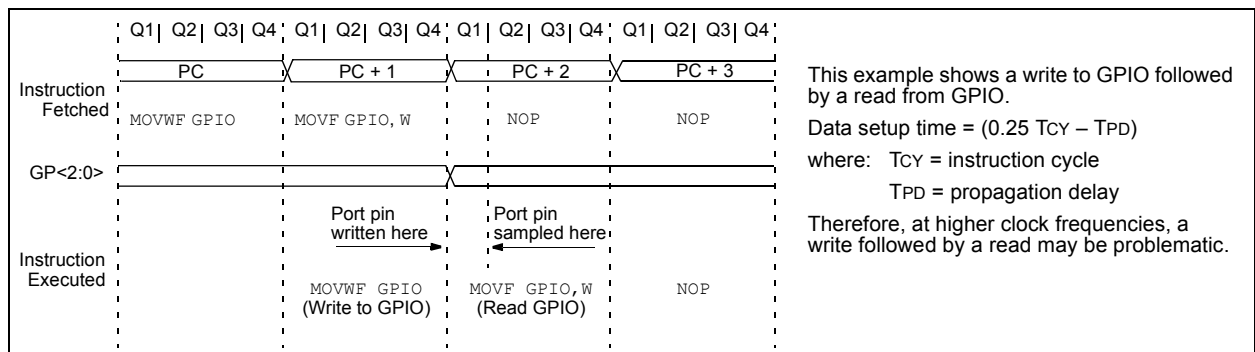 Q1| Q2| Q3| Q4 Q1| Q2| Q3| Q4 Q1| Q2| Q3| Q4 Q1| Q2| Q3| Q4
PC PC + 1 PC + 2 PC + 3
Instruction
Fetched
MOVWF GPIO MOVF GPIO, W NOP NOP
GP<2:0>
Port pin
written here
Port pin
sampled here
Instruction
Executed
MOVWF GPIO
(Write to GPIO)
MOVF GPIO,W
(Read GPIO)
NOP
This example shows a write to GPIO followed
by a read from GPIO.
Data setup time = (0.25 TCY – TPD)
where: TCY = instruction cycle
TPD = propagation delay
Therefore, at higher clock frequencies, a
write followed by a read may be problematic.